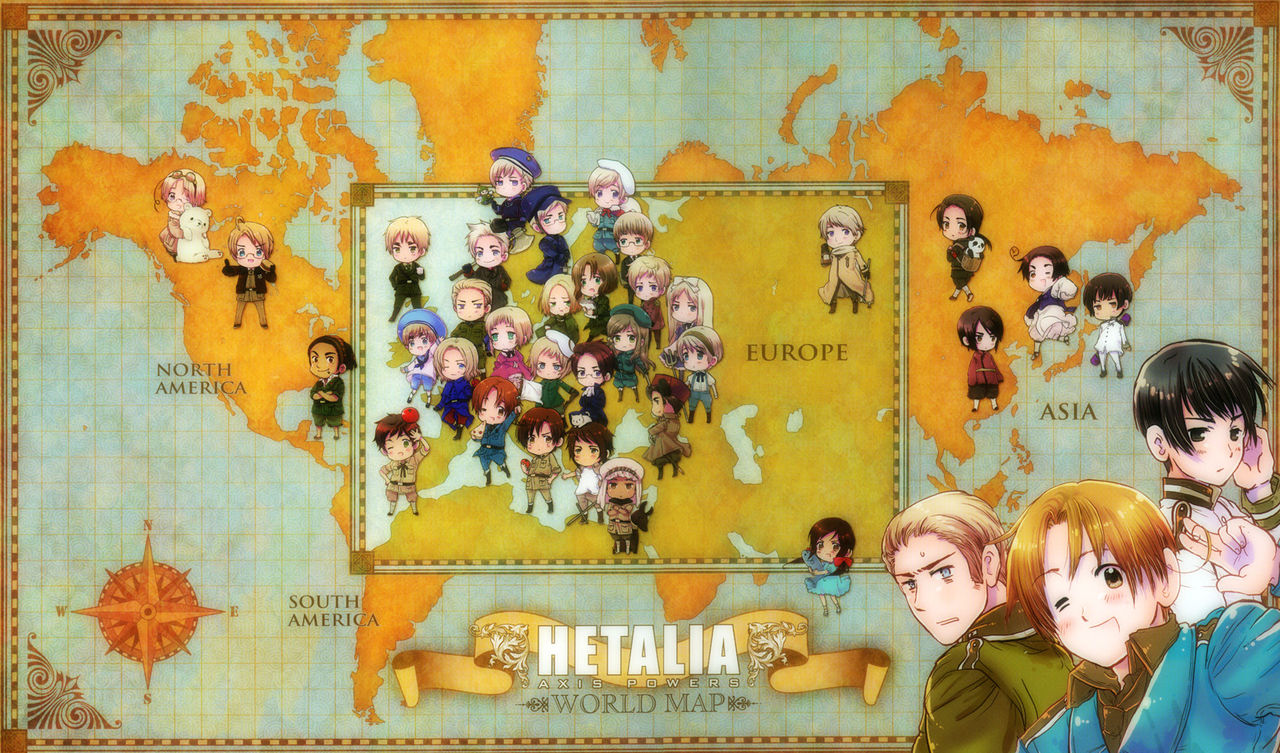 NORTH
AMERICA
EUROPE
ASIA
N
W
E
S
SOUTH
AMERICA
HETALIA
AXIS POWERS
WORLD MAP